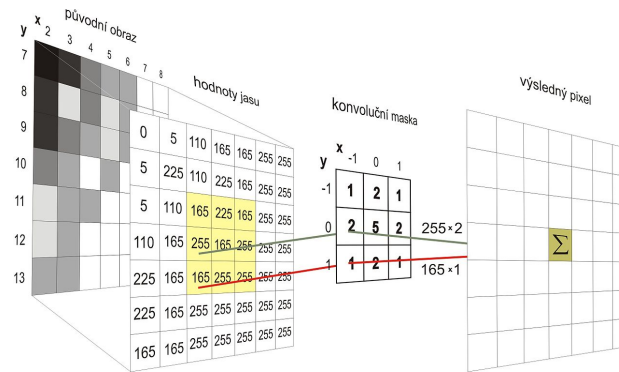 původní obraz
x 2 3 4 5 6 7 8
y
7
8
9
10
11
12
13
hodnoty jasu
0 5 110 165 165 255 255
5 225 110 225 165 255 255
5 110 165 225 165 255 255
110 165 255 165 255 255 255
225 165 165 255 255 255 255
165 165 255 255 255 255 255
165 165 255 255 255 255 255
konvoluční maska
x
y -1 0 1
-1 1 2 1
0 2 5 2
1 1 2 1
255×2
165×1
výsledný pixel
Σ